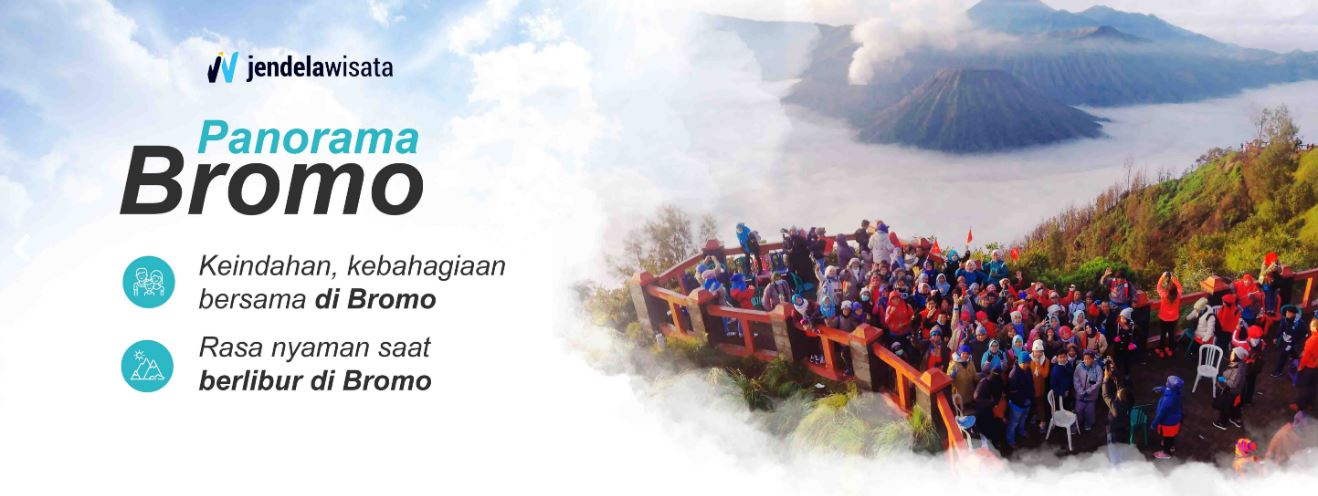 jendelawisata
Panorama
Bromo
Keindahan, kebahagiaan
bersama di Bromo
Rasa nyaman saat
berlibur di Bromo